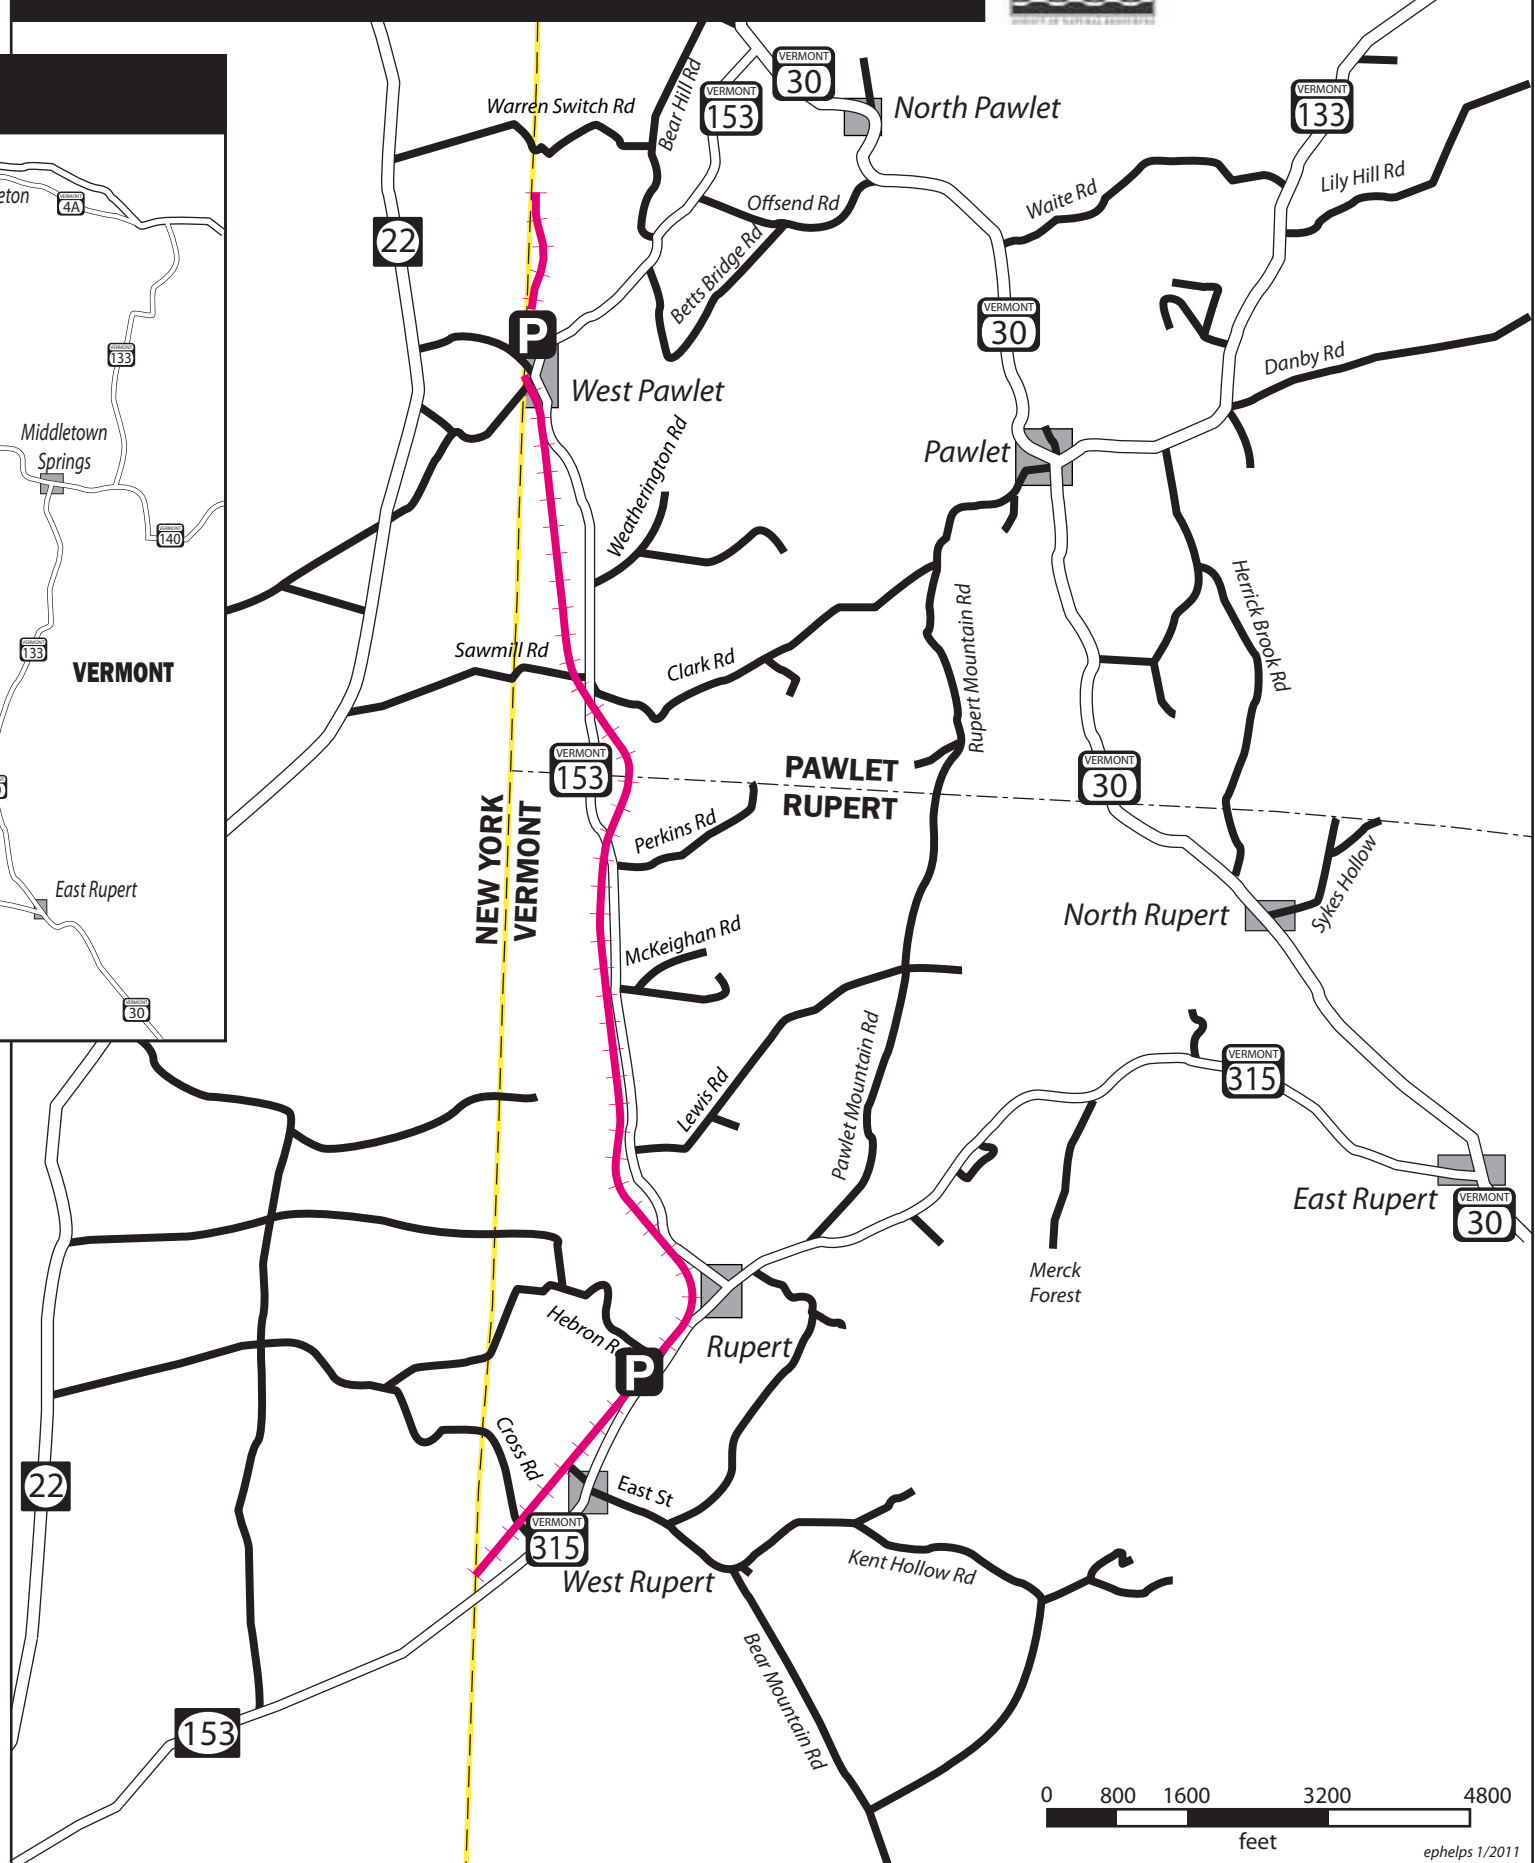 VERMONT
30
VERMONT
153
VERMONT
133
North Pawlet
Warren Switch Rd
Bear Hill Rd
Lily Hill Rd
Waite Rd
Offsend Rd
Betts Bridge Rd
22
eton
VERMONT
4A
VERMONT
30
VERMONT
133
P
Danby Rd
West Pawlet
Middletown
Springs
Pawlet
Weatherington Rd
VERMONT
140
Herrick Brook Rd
Rupert Mountain Rd
VERMONT
133
VERMONT
Sawmill Rd
Clark Rd
VERMONT
153
PAWLET
RUPERT
VERMONT
30
NEW YORK
VERMONT
Perkins Rd
East Rupert
North Rupert
Sykes Hollow
McKeighan Rd
VERMONT
30
Pawlet Mountain Rd
Lewis Rd
VERMONT
315
East Rupert
VERMONT
30
Merck
Forest
Hebron R
Rupert
P
Cross Rd
22
East St
VERMONT
315
West Rupert
Kent Hollow Rd
Bear Mountain Rd
153
0 800 1600 3200 4800
feet
ephelps 1/2011